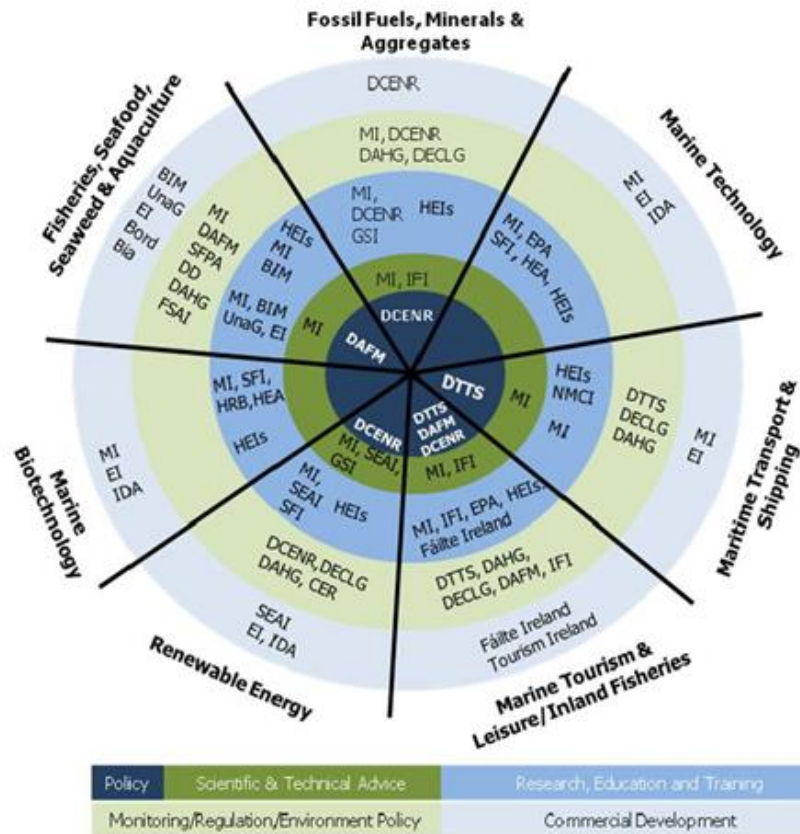 Fossil Fuels, Minerals &
Aggregates
DCENR
MI, DCENR
DAHG, DECLG
MI,
DCENR
GSI
HEIs
MI, IFI
DCENR
Marine Technology
MI
EI
IDA
MI, EPA
SFI, HEA, HEIs
Maritime Transport &
Shipping
MI
EI
DTTS
DECLG
DAHG
HEIs
NMCI
MI
MI
DTTS
Marine Tourism &
Leisure/Inland Fisheries
Fáilte Ireland
Tourism Ireland
DTTS, DAHG,
DECLG, DAFM, IFI
MI, IFI, EPA, HEIs,
Fáilte Ireland
MI, IFI
DTTS
DAFM
DCENR
Renewable Energy
SEAI
EI, IDA
DCENR,DECLG
DAHG, CER
MI,
SEAI
SFI
HEIs
MI, SEAI,
GSI
DCENR
Marine
Biotechnology
MI
EI
IDA
MI, SFI,
HRB,HEA
HEIs
Fisheries, Seafood,
Seaweed & Aquaculture
BIM
UnaG
EI
Bord
Bia
MI
DAFM
SFPA
DD
DAHG
FSAI
HEIs
MI
BIM
MI, BIM
UnaG, EI
MI
DAFM
Policy
Scientific & Technical Advice
Research, Education and Training
Monitoring/Regulation/Environment Policy
Commercial Development